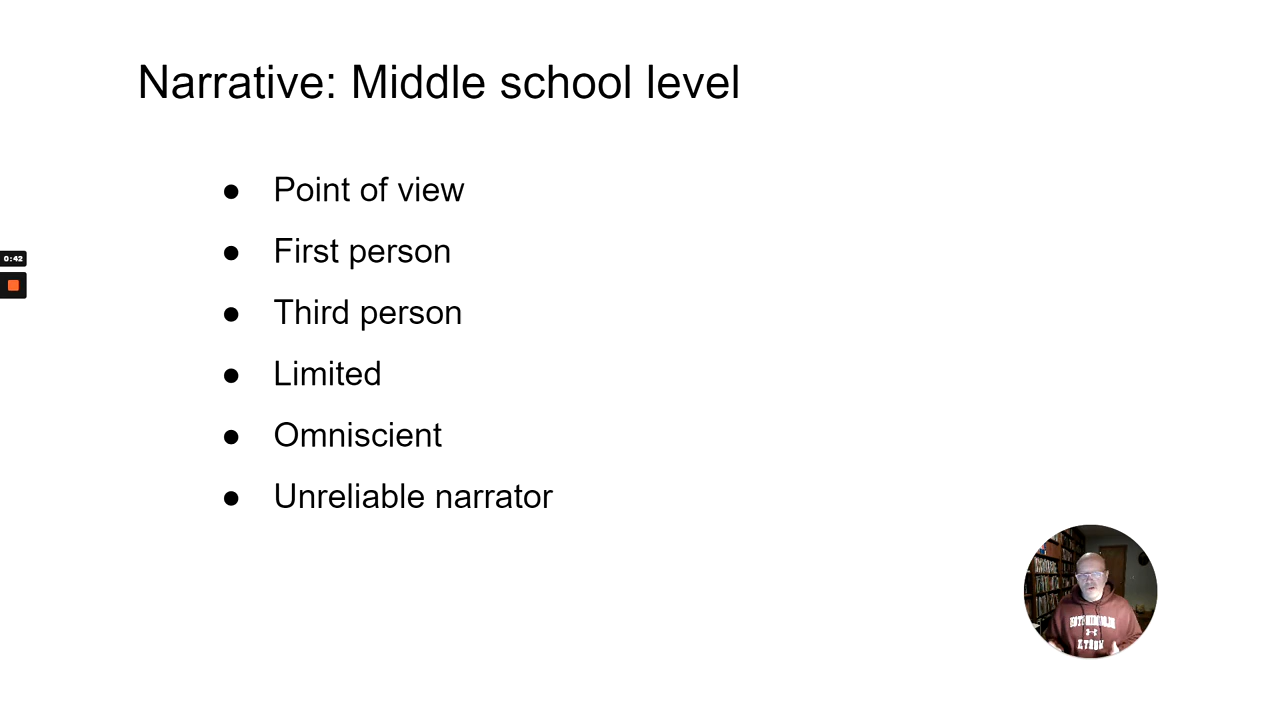 Narrative: Middle school level
● Point of view
● First person
● Third person
● Limited
● Omniscient
● Unreliable narrator
0:42